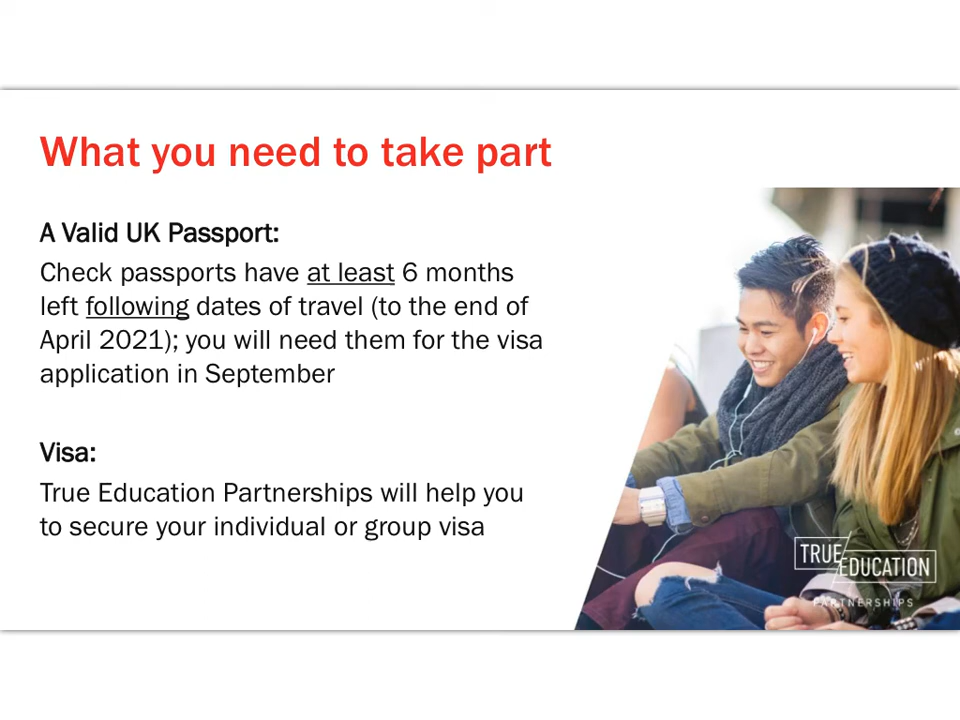 What you need to take part
A Valid UK Passport:
Check passports have at least 6 months
left following dates of travel (to the end of
April 2021); you will need them for the visa
application in September
Visa:
True Education Partnerships will help you
to secure your individual or group visa
TRUE
EDUCATION
PARTNERSHIPS